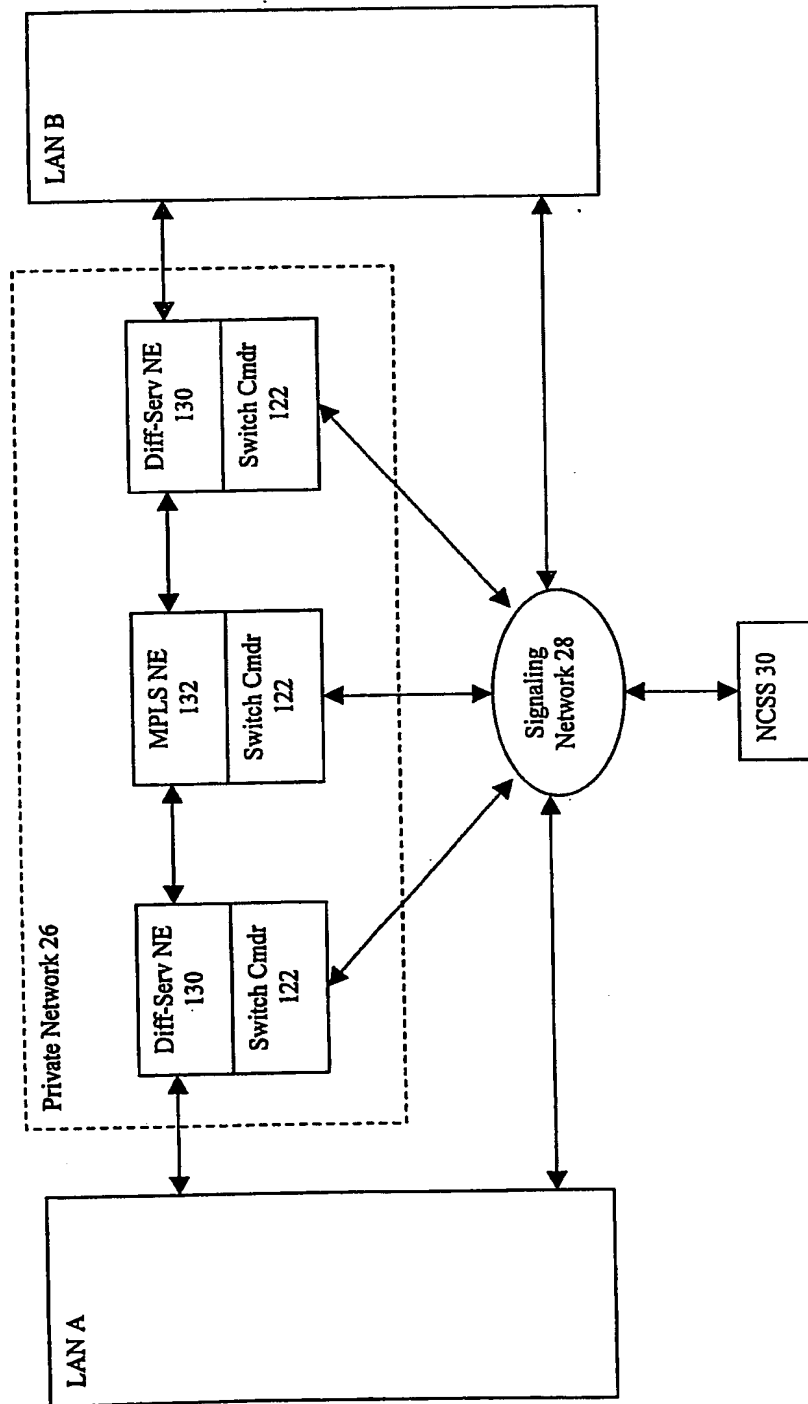 Private Network 26
LAN A
Diff-Serv NE
130
Switch Cmdr
122
MPLS NE
132
Switch Cmdr
122
Diff-Serv NE
130
Switch Cmdr
122
LAN B
Signaling
Network 28
NCSS 30